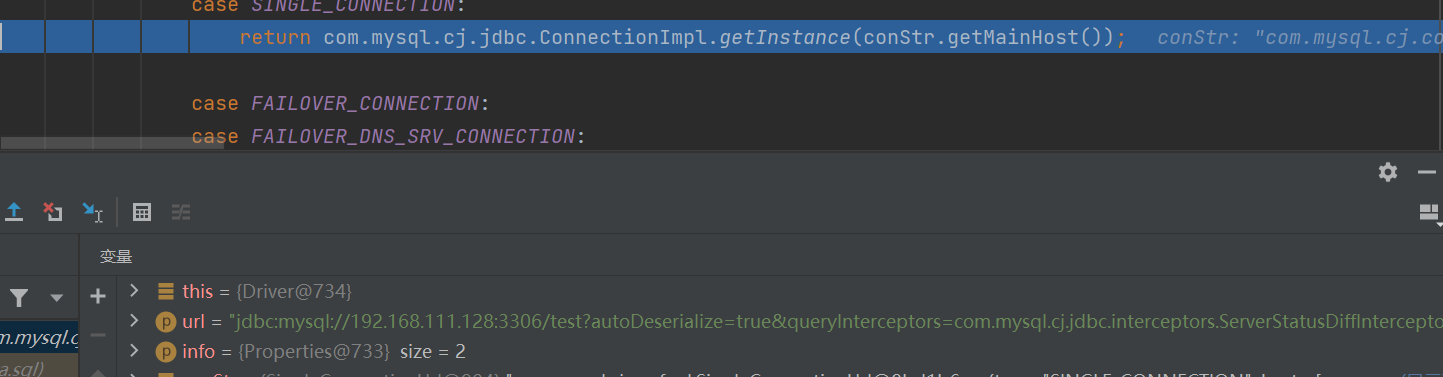 case SINGLE_CONNECTION:
return com.mysql.cj.jdbc.ConnectionImpl.getInstance(conStr.getMainHost()); conStr: "com.mysql.cj.co
case FAILOVER_CONNECTION:
case FAILOVER_DNS_SRV_CONNECTION:
变量
this = {Driver@734}
url = "jdbc:mysql://192.168.111.128:3306/test?autoDeserialize=true&queryInterceptors=com.mysql.cj.jdbc.interceptors.ServerStatusDiffIntercepto
info = {Properties@733} size = 2
m.mysql.cj
a.sql)